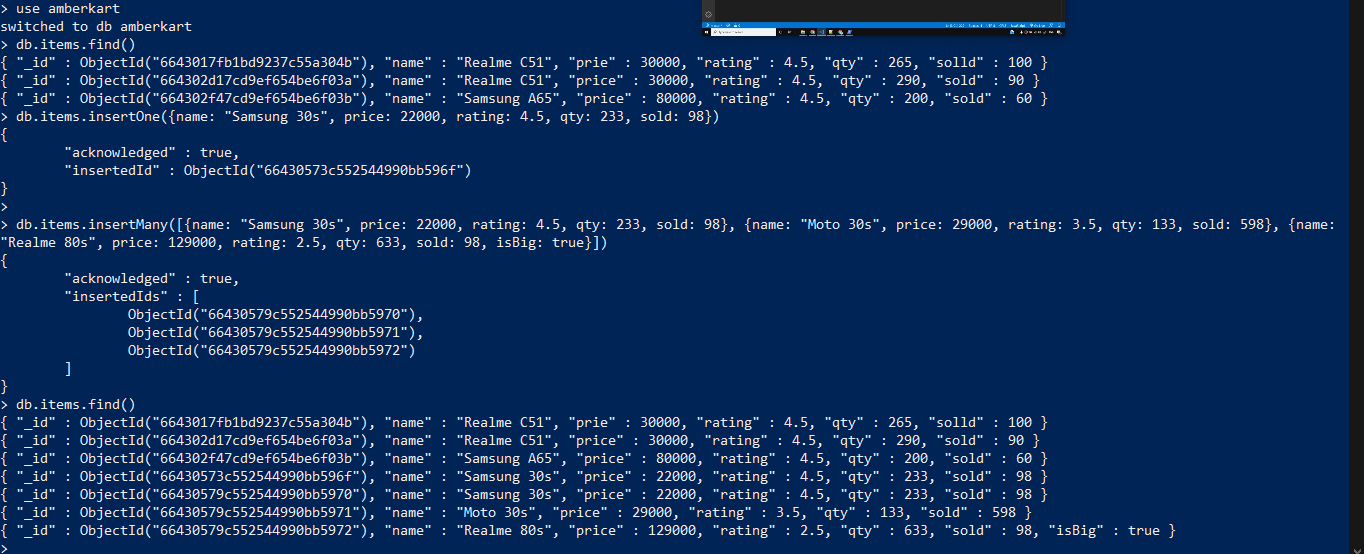 > use amberkart
switched to db amberkart
> db.items.find()
{ "_id" : ObjectId("6643017fb1bd9237c55a304b"), "name" : "Realme C51", "prie" : 30000, "rating" : 4.5, "qty" : 265, "solld" : 100 }
{ "_id" : ObjectId("664302d17cd9ef654be6f03a"), "name" : "Realme C51", "price" : 30000, "rating" : 4.5, "qty" : 290, "sold" : 90 }
{ "_id" : ObjectId("664302f47cd9ef654be6f03b"), "name" : "Samsung A65", "price" : 80000, "rating" : 4.5, "qty" : 200, "sold" : 60 }
> db.items.insertOne({name: "Samsung 30s", price: 22000, rating: 4.5, qty: 233, sold: 98})
{
        "acknowledged" : true,
        "insertedId" : ObjectId("66430573c552544990bb596f")
}
>
> db.items.insertMany([{name: "Samsung 30s", price: 22000, rating: 4.5, qty: 233, sold: 98}, {name: "Moto 30s", price: 29000, rating: 3.5, qty: 133, sold: 598}, {name:
"Realme 80s", price: 129000, rating: 2.5, qty: 633, sold: 98, isBig: true}])
{
        "acknowledged" : true,
        "insertedIds" : [
                ObjectId("66430579c552544990bb5970"),
                ObjectId("66430579c552544990bb5971"),
                ObjectId("66430579c552544990bb5972")
        ]
}
> db.items.find()
{ "_id" : ObjectId("6643017fb1bd9237c55a304b"), "name" : "Realme C51", "prie" : 30000, "rating" : 4.5, "qty" : 265, "solld" : 100 }
{ "_id" : ObjectId("664302d17cd9ef654be6f03a"), "name" : "Realme C51", "price" : 30000, "rating" : 4.5, "qty" : 290, "sold" : 90 }
{ "_id" : ObjectId("664302f47cd9ef654be6f03b"), "name" : "Samsung A65", "price" : 80000, "rating" : 4.5, "qty" : 200, "sold" : 60 }
{ "_id" : ObjectId("66430573c552544990bb596f"), "name" : "Samsung 30s", "price" : 22000, "rating" : 4.5, "qty" : 233, "sold" : 98 }
{ "_id" : ObjectId("66430579c552544990bb5970"), "name" : "Samsung 30s", "price" : 22000, "rating" : 4.5, "qty" : 233, "sold" : 98 }
{ "_id" : ObjectId("66430579c552544990bb5971"), "name" : "Moto 30s", "price" : 29000, "rating" : 3.5, "qty" : 133, "sold" : 598 }
{ "_id" : ObjectId("66430579c552544990bb5972"), "name" : "Realme 80s", "price" : 129000, "rating" : 2.5, "qty" : 633, "sold" : 98, "isBig" : true }
>